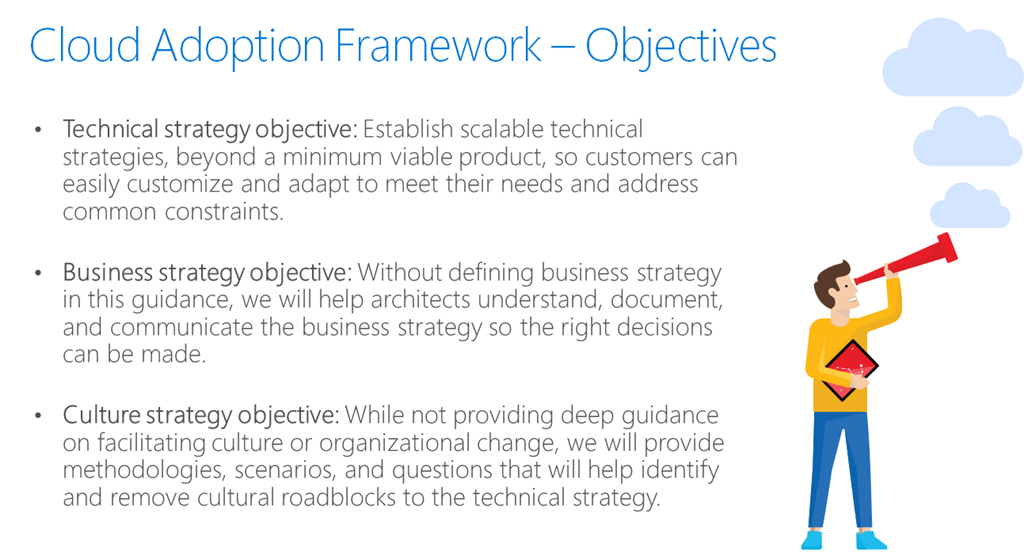 Cloud Adoption Framework – Objectives
• Technical strategy objective: Establish scalable technical
strategies, beyond a minimum viable product, so customers can
easily customize and adapt to meet their needs and address
common constraints.
• Business strategy objective: Without defining business strategy
in this guidance, we will help architects understand, document,
and communicate the business strategy so the right decisions
can be made.
• Culture strategy objective: While not providing deep guidance
on facilitating culture or organizational change, we will provide
methodologies, scenarios, and questions that will help identify
and remove cultural roadblocks to the technical strategy.